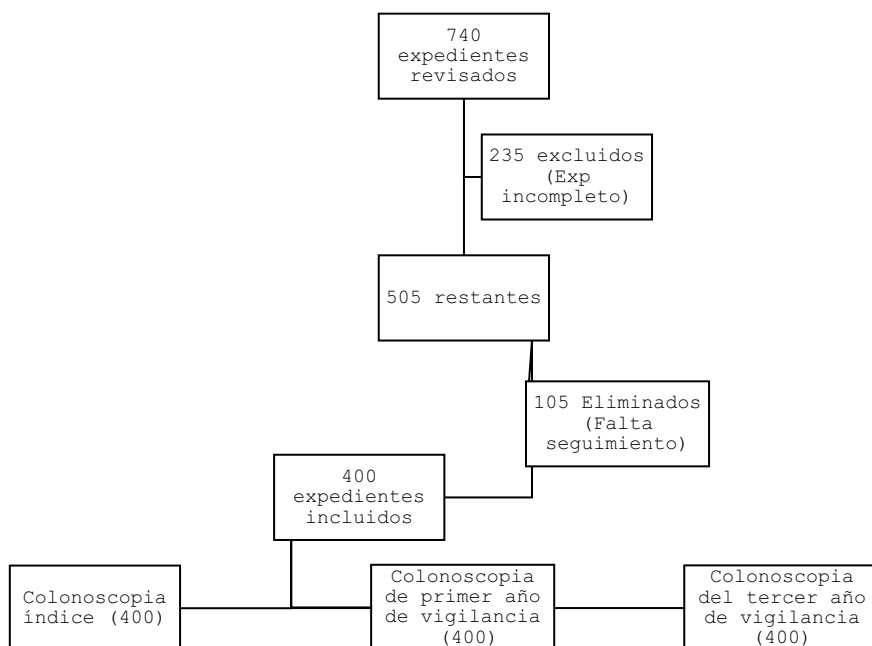 740
expedientes
revisados
235 excluidos
(Exp
incompleto)
505 restantes
105 Eliminados
(Falta
seguimiento)
400
expedientes
incluidos
Colonoscopia
índice (400)
Colonoscopia
de primer año
de vigilancia
(400)
Colonoscopia
del tercer año
de vigilancia
(400)